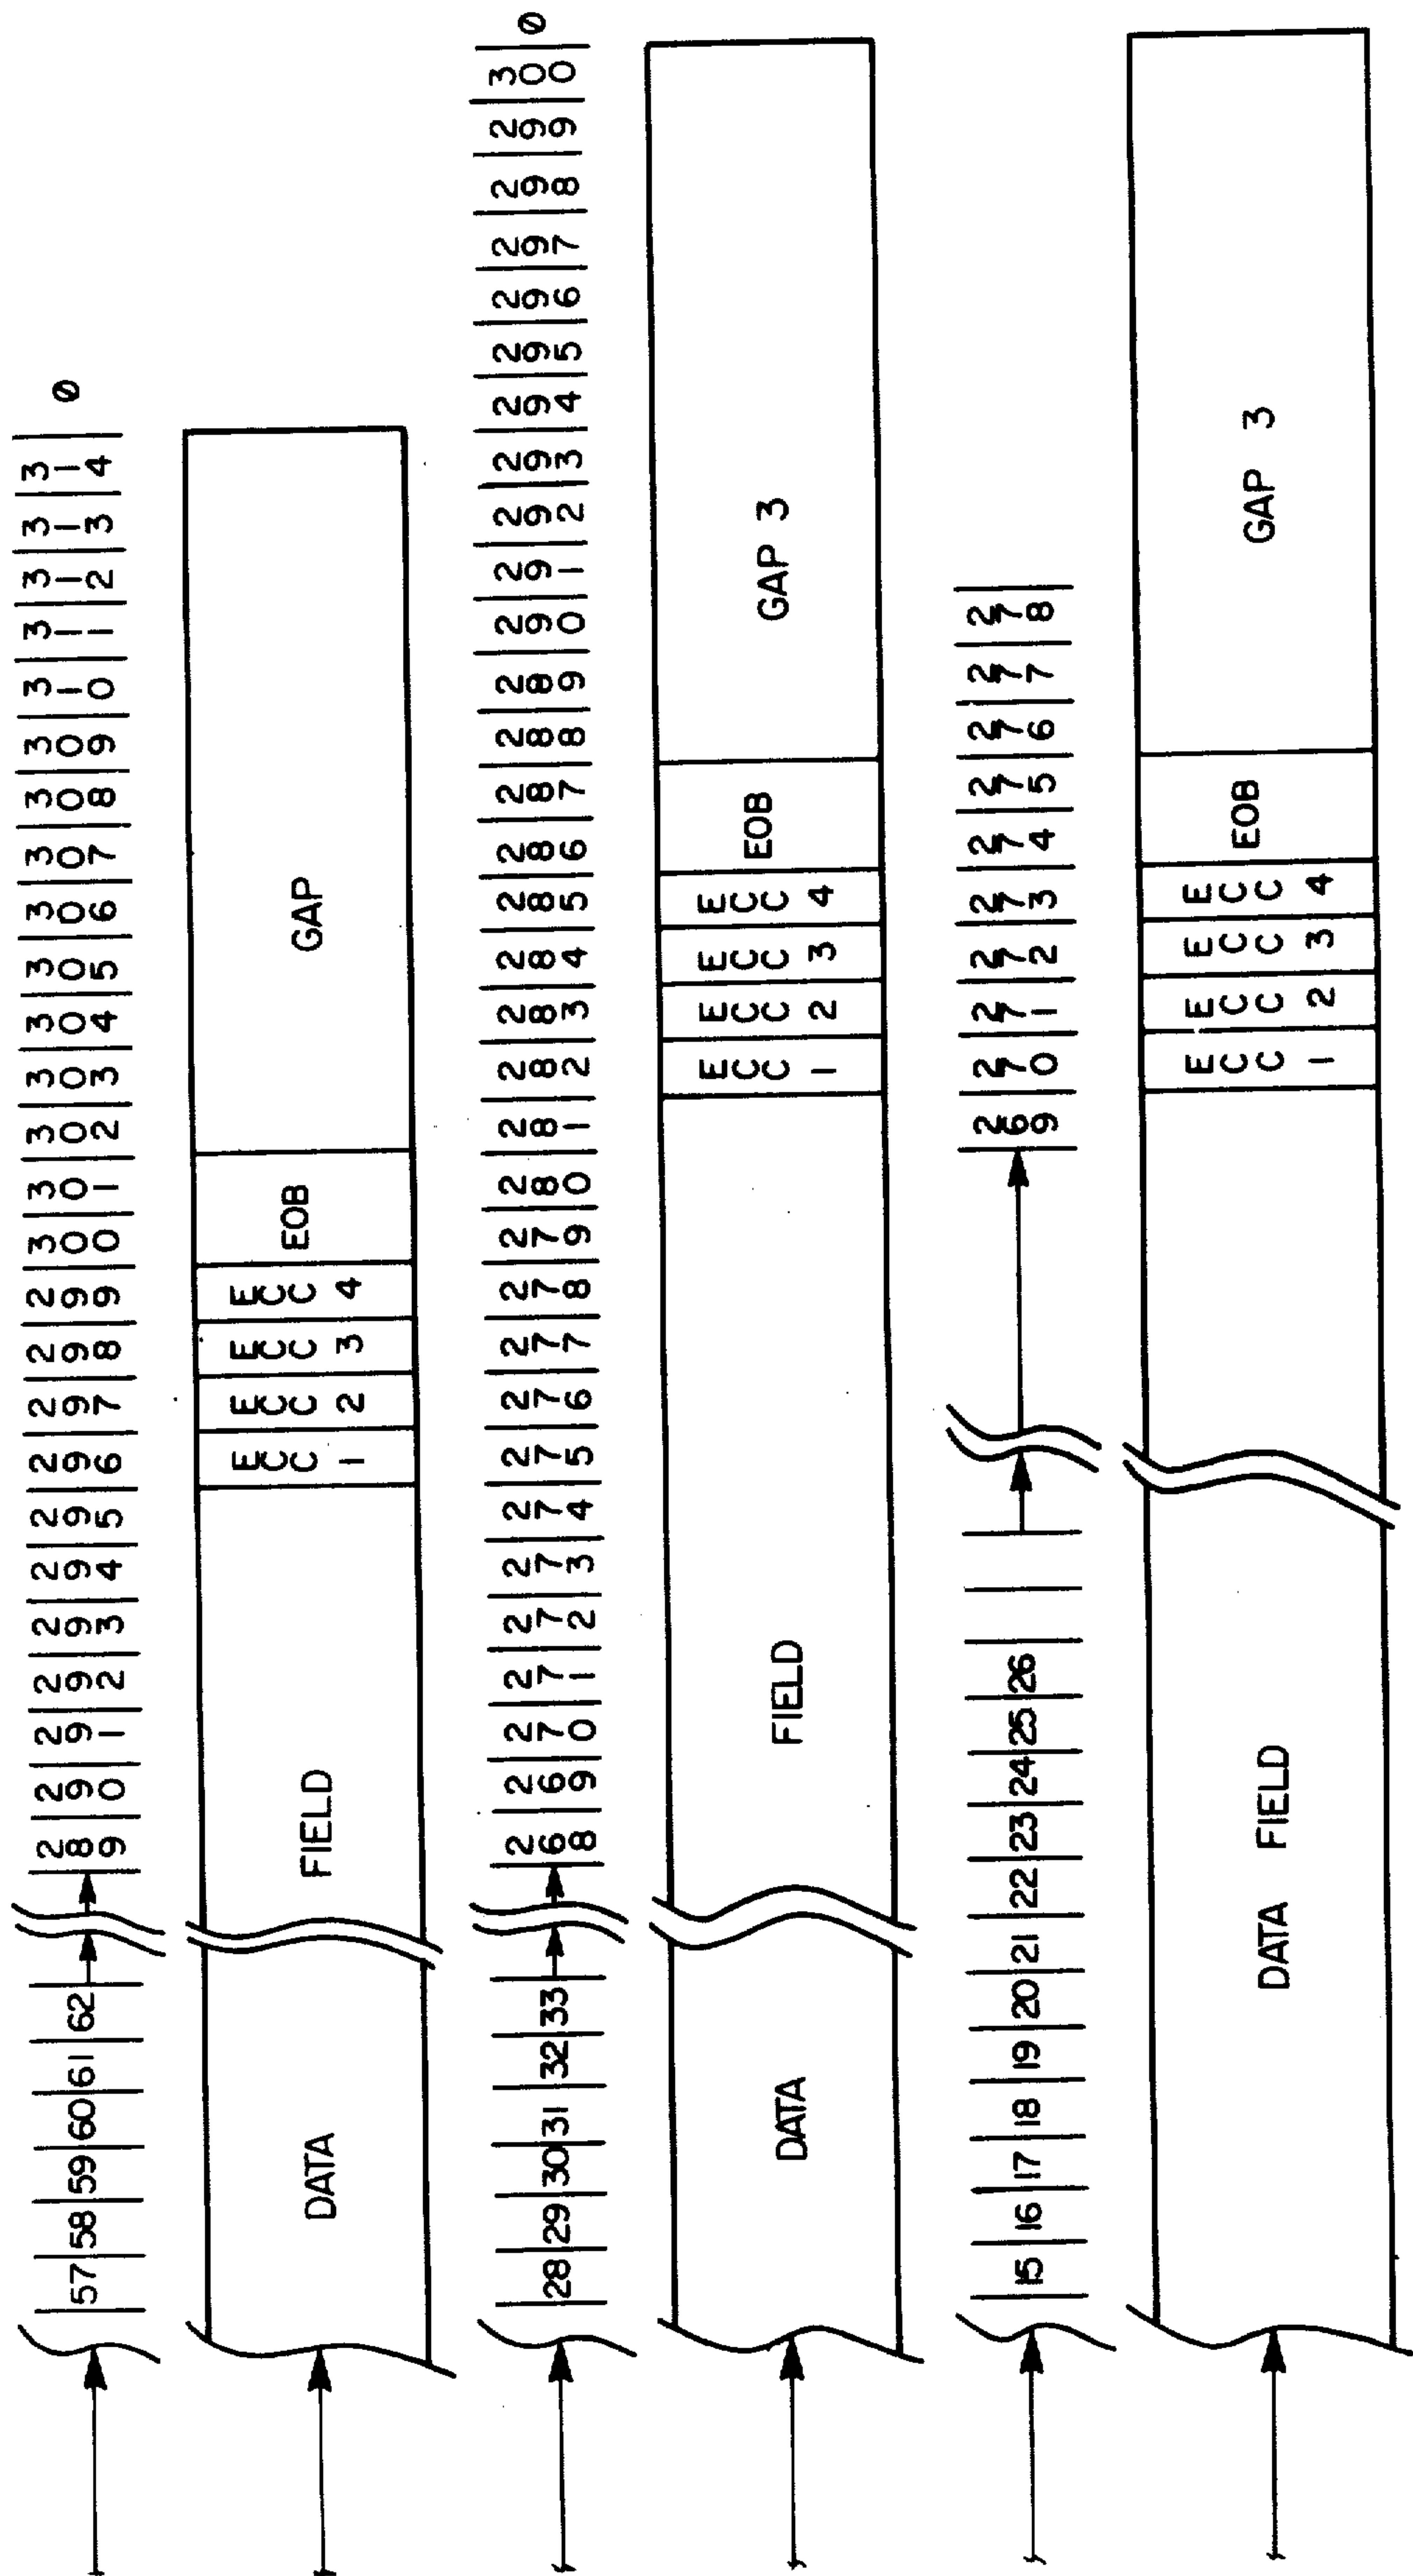 57 58 59 60 61 62 289 290 291 292 293 294 295 296 297 298 299 300 301 302 303 304 305 306 307 308 309 310 311 312 313 314 0
DATA FIELD ECC 1 ECC 2 ECC 3 ECC 4 EOB GAP
28 29 30 31 32 33 268 269 270 271 272 273 274 275 276 277 278 279 280 281 282 283 284 285 286 287 288 289 290 291 292 293 294 295 296 297 298 299 300 0
DATA FIELD ECC 1 ECC 2 ECC 3 ECC 4 EOB GAP 3
15 16 17 18 19 20 21 22 23 24 25 26 269 270 271 272 273 274 275 276 277 278
DATA FIELD ECC 1 ECC 2 ECC 3 ECC 4 EOB GAP 3